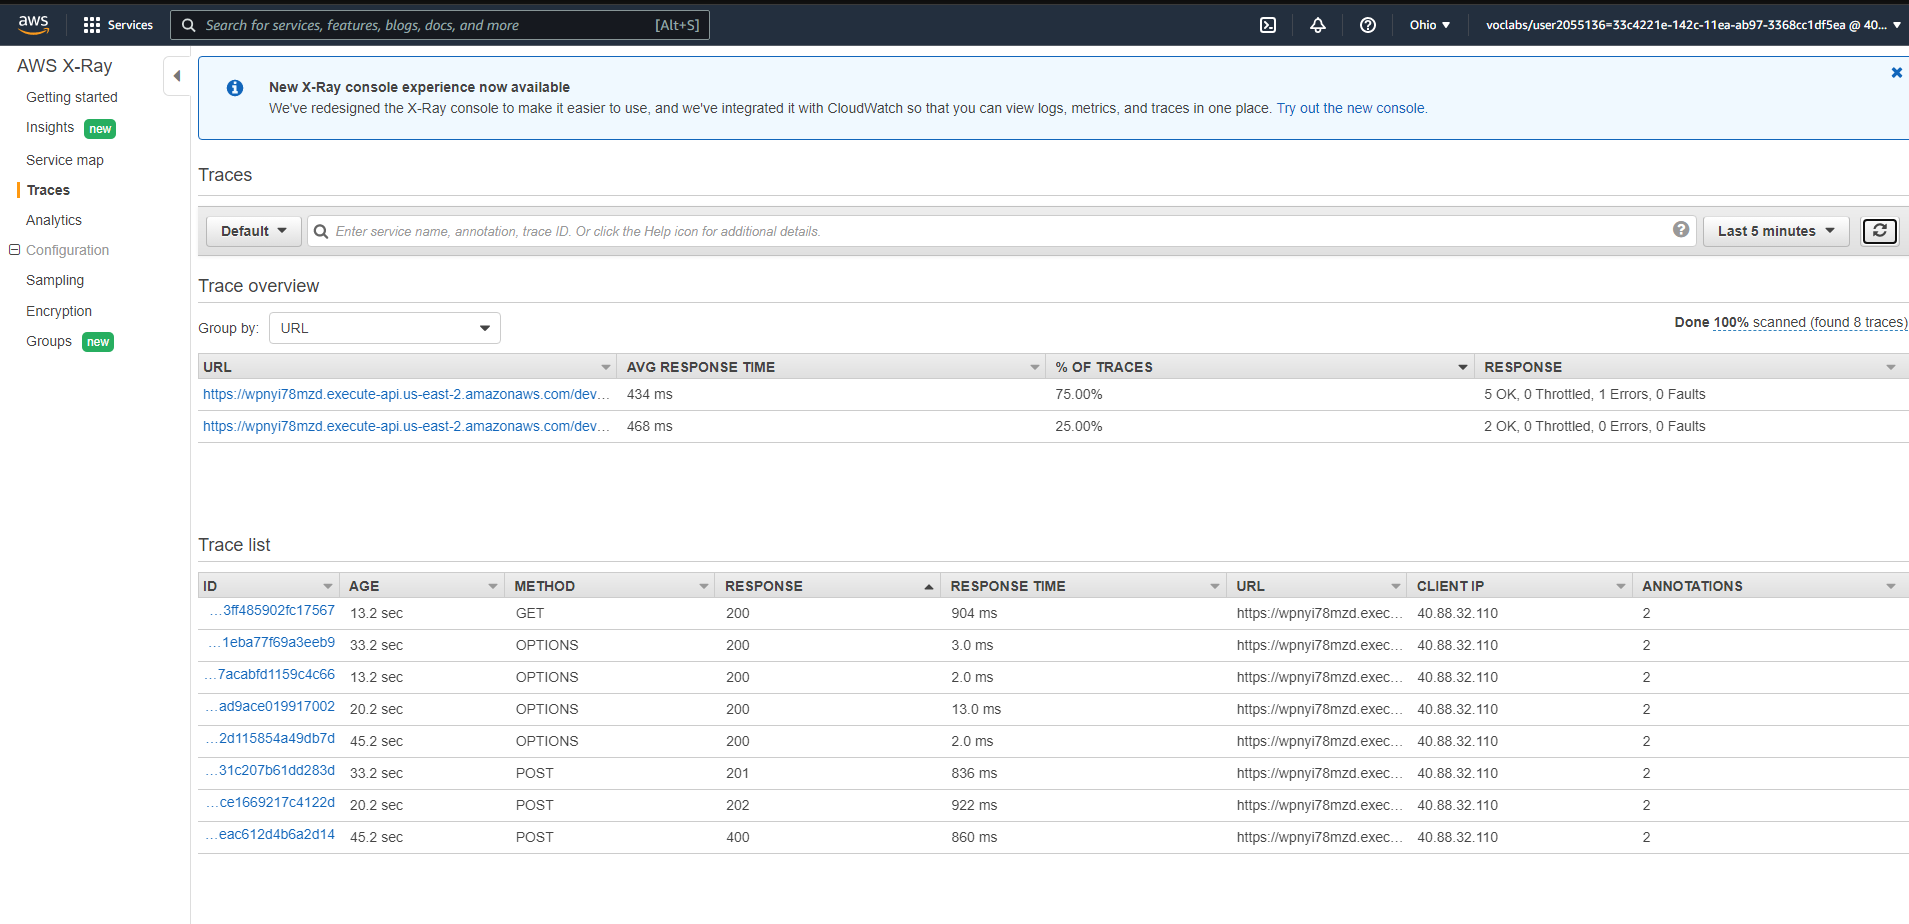 aws Services Search for services, features, blogs, docs, and more [Alt+S] Ohio voclabs/user2055136=33c4221e-142c-11ea-ab97-3368cc1df5ea @ 40...
AWS X-Ray
Getting started
Insights new
Service map
Traces
Analytics
Configuration
Sampling
Encryption
Groups new
New X-Ray console experience now available
We've redesigned the X-Ray console to make it easier to use, and we've integrated it with CloudWatch so that you can view logs, metrics, and traces in one place. Try out the new console.
Traces
Default Enter service name, annotation, trace ID. Or click the Help icon for additional details. Last 5 minutes
Trace overview
Group by: URL Done 100% scanned (found 8 traces)
URL AVG RESPONSE TIME % OF TRACES RESPONSE
https://wpnyi78mzd.execute-api.us-east-2.amazonaws.com/dev... 434 ms 75.00% 5 OK, 0 Throttled, 1 Errors, 0 Faults
https://wpnyi78mzd.execute-api.us-east-2.amazonaws.com/dev... 468 ms 25.00% 2 OK, 0 Throttled, 0 Errors, 0 Faults
Trace list
ID AGE METHOD RESPONSE RESPONSE TIME URL CLIENT IP ANNOTATIONS
...3ff485902fc17567 13.2 sec GET 200 904 ms https://wpnyi78mzd.exec... 40.88.32.110 2
...1eba77f69a3eeb9 33.2 sec OPTIONS 200 3.0 ms https://wpnyi78mzd.exec... 40.88.32.110 2
...7acabfd1159c4c66 13.2 sec OPTIONS 200 2.0 ms https://wpnyi78mzd.exec... 40.88.32.110 2
...ad9ace019917002 20.2 sec OPTIONS 200 13.0 ms https://wpnyi78mzd.exec... 40.88.32.110 2
...2d115854a49db7d 45.2 sec OPTIONS 200 2.0 ms https://wpnyi78mzd.exec... 40.88.32.110 2
...31c207b61dd283d 33.2 sec POST 201 836 ms https://wpnyi78mzd.exec... 40.88.32.110 2
...ce1669217c4122d 20.2 sec POST 202 922 ms https://wpnyi78mzd.exec... 40.88.32.110 2
...eac612d4b6a2d14 45.2 sec POST 400 860 ms https://wpnyi78mzd.exec... 40.88.32.110 2